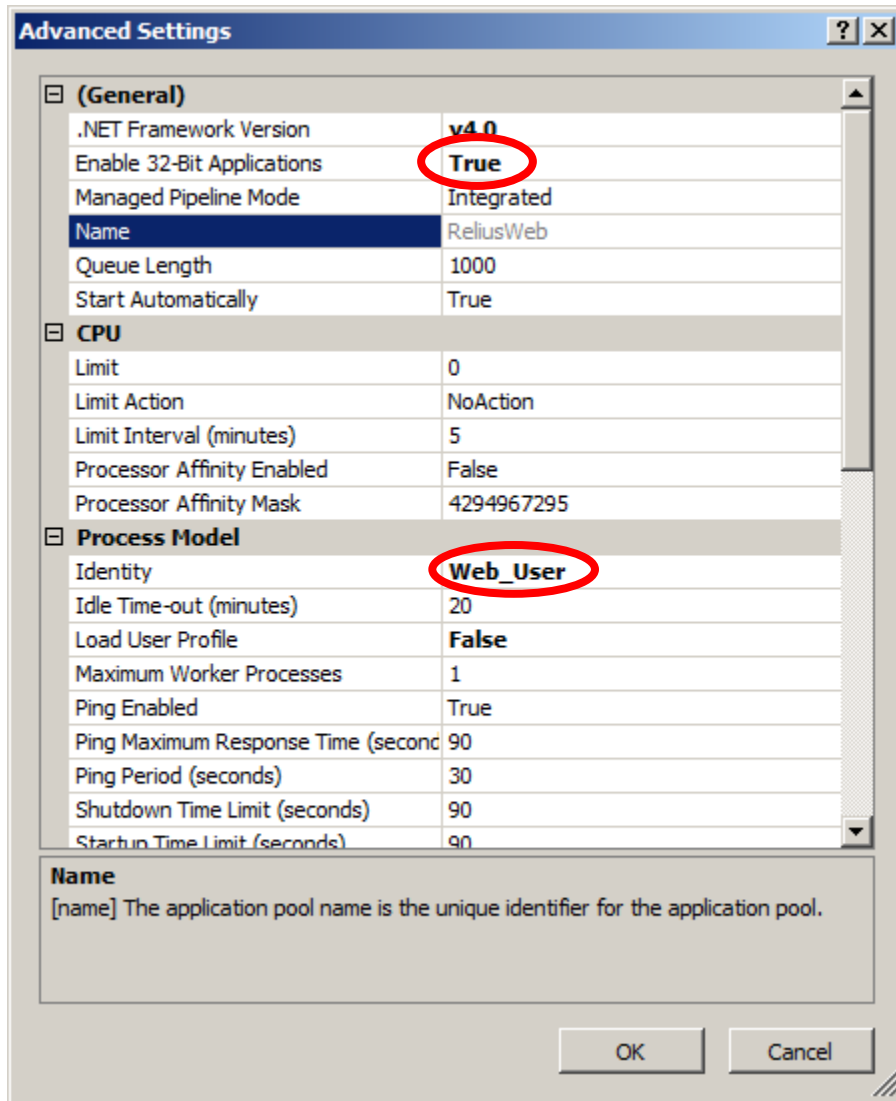 Advanced Settings
(General)
.NET Framework Version v4.0
Enable 32-Bit Applications True
Managed Pipeline Mode Integrated
Name ReliusWeb
Queue Length 1000
Start Automatically True
CPU
Limit 0
Limit Action NoAction
Limit Interval (minutes) 5
Processor Affinity Enabled False
Processor Affinity Mask 4294967295
Process Model
Identity Web_User
Idle Time-out (minutes) 20
Load User Profile False
Maximum Worker Processes 1
Ping Enabled True
Ping Maximum Response Time (second 90
Ping Period (seconds) 30
Shutdown Time Limit (seconds) 90
Startup Time Limit (seconds) 90
Name
[name] The application pool name is the unique identifier for the application pool.
OK Cancel